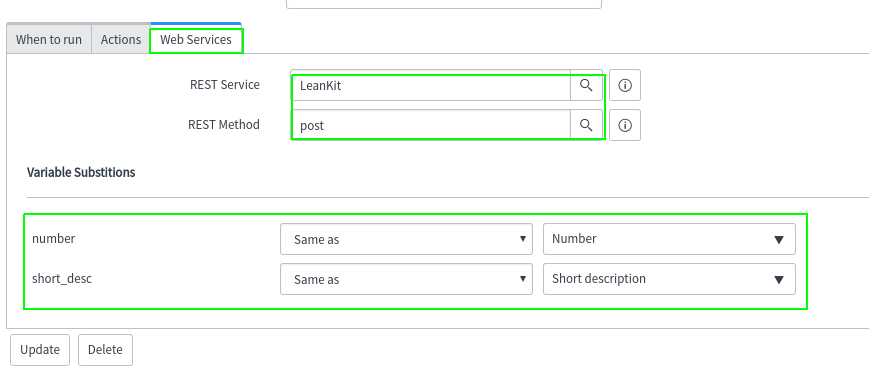 When to run Actions Web Services
REST Service LeanKit
REST Method post
Variable Substitions
number Same as Number
short_desc Same as Short description
Update Delete